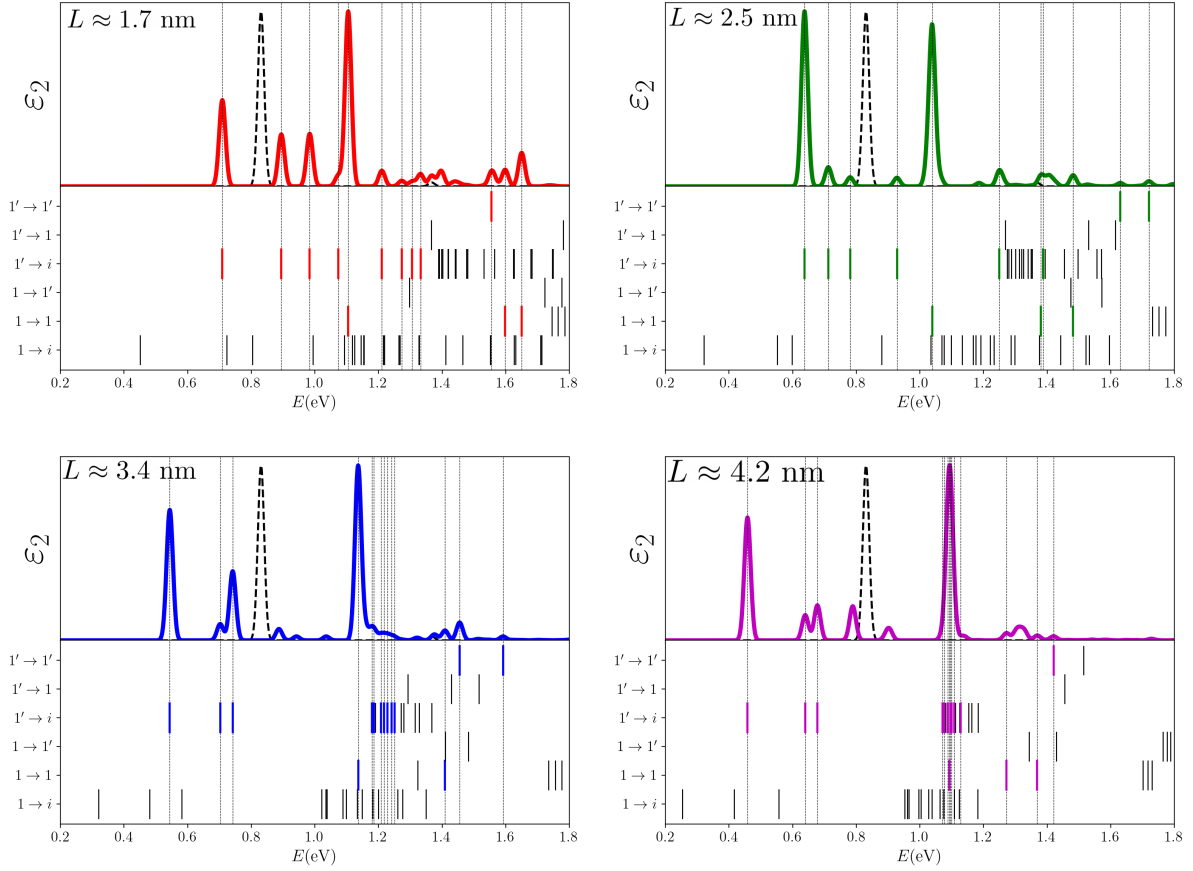 L ≈ 1.7 nm
ε₂
1′ → 1′
1′ → 1
1′ → i
1 → 1′
1 → 1
1 → i
0.2 0.4 0.6 0.8 1.0 1.2 1.4 1.6 1.8
E(eV)
L ≈ 2.5 nm
ε₂
1′ → 1′
1′ → 1
1′ → i
1 → 1′
1 → 1
1 → i
0.2 0.4 0.6 0.8 1.0 1.2 1.4 1.6 1.8
E(eV)
L ≈ 3.4 nm
ε₂
1′ → 1′
1′ → 1
1′ → i
1 → 1′
1 → 1
1 → i
0.2 0.4 0.6 0.8 1.0 1.2 1.4 1.6 1.8
E(eV)
L ≈ 4.2 nm
ε₂
1′ → 1′
1′ → 1
1′ → i
1 → 1′
1 → 1
1 → i
0.2 0.4 0.6 0.8 1.0 1.2 1.4 1.6 1.8
E(eV)